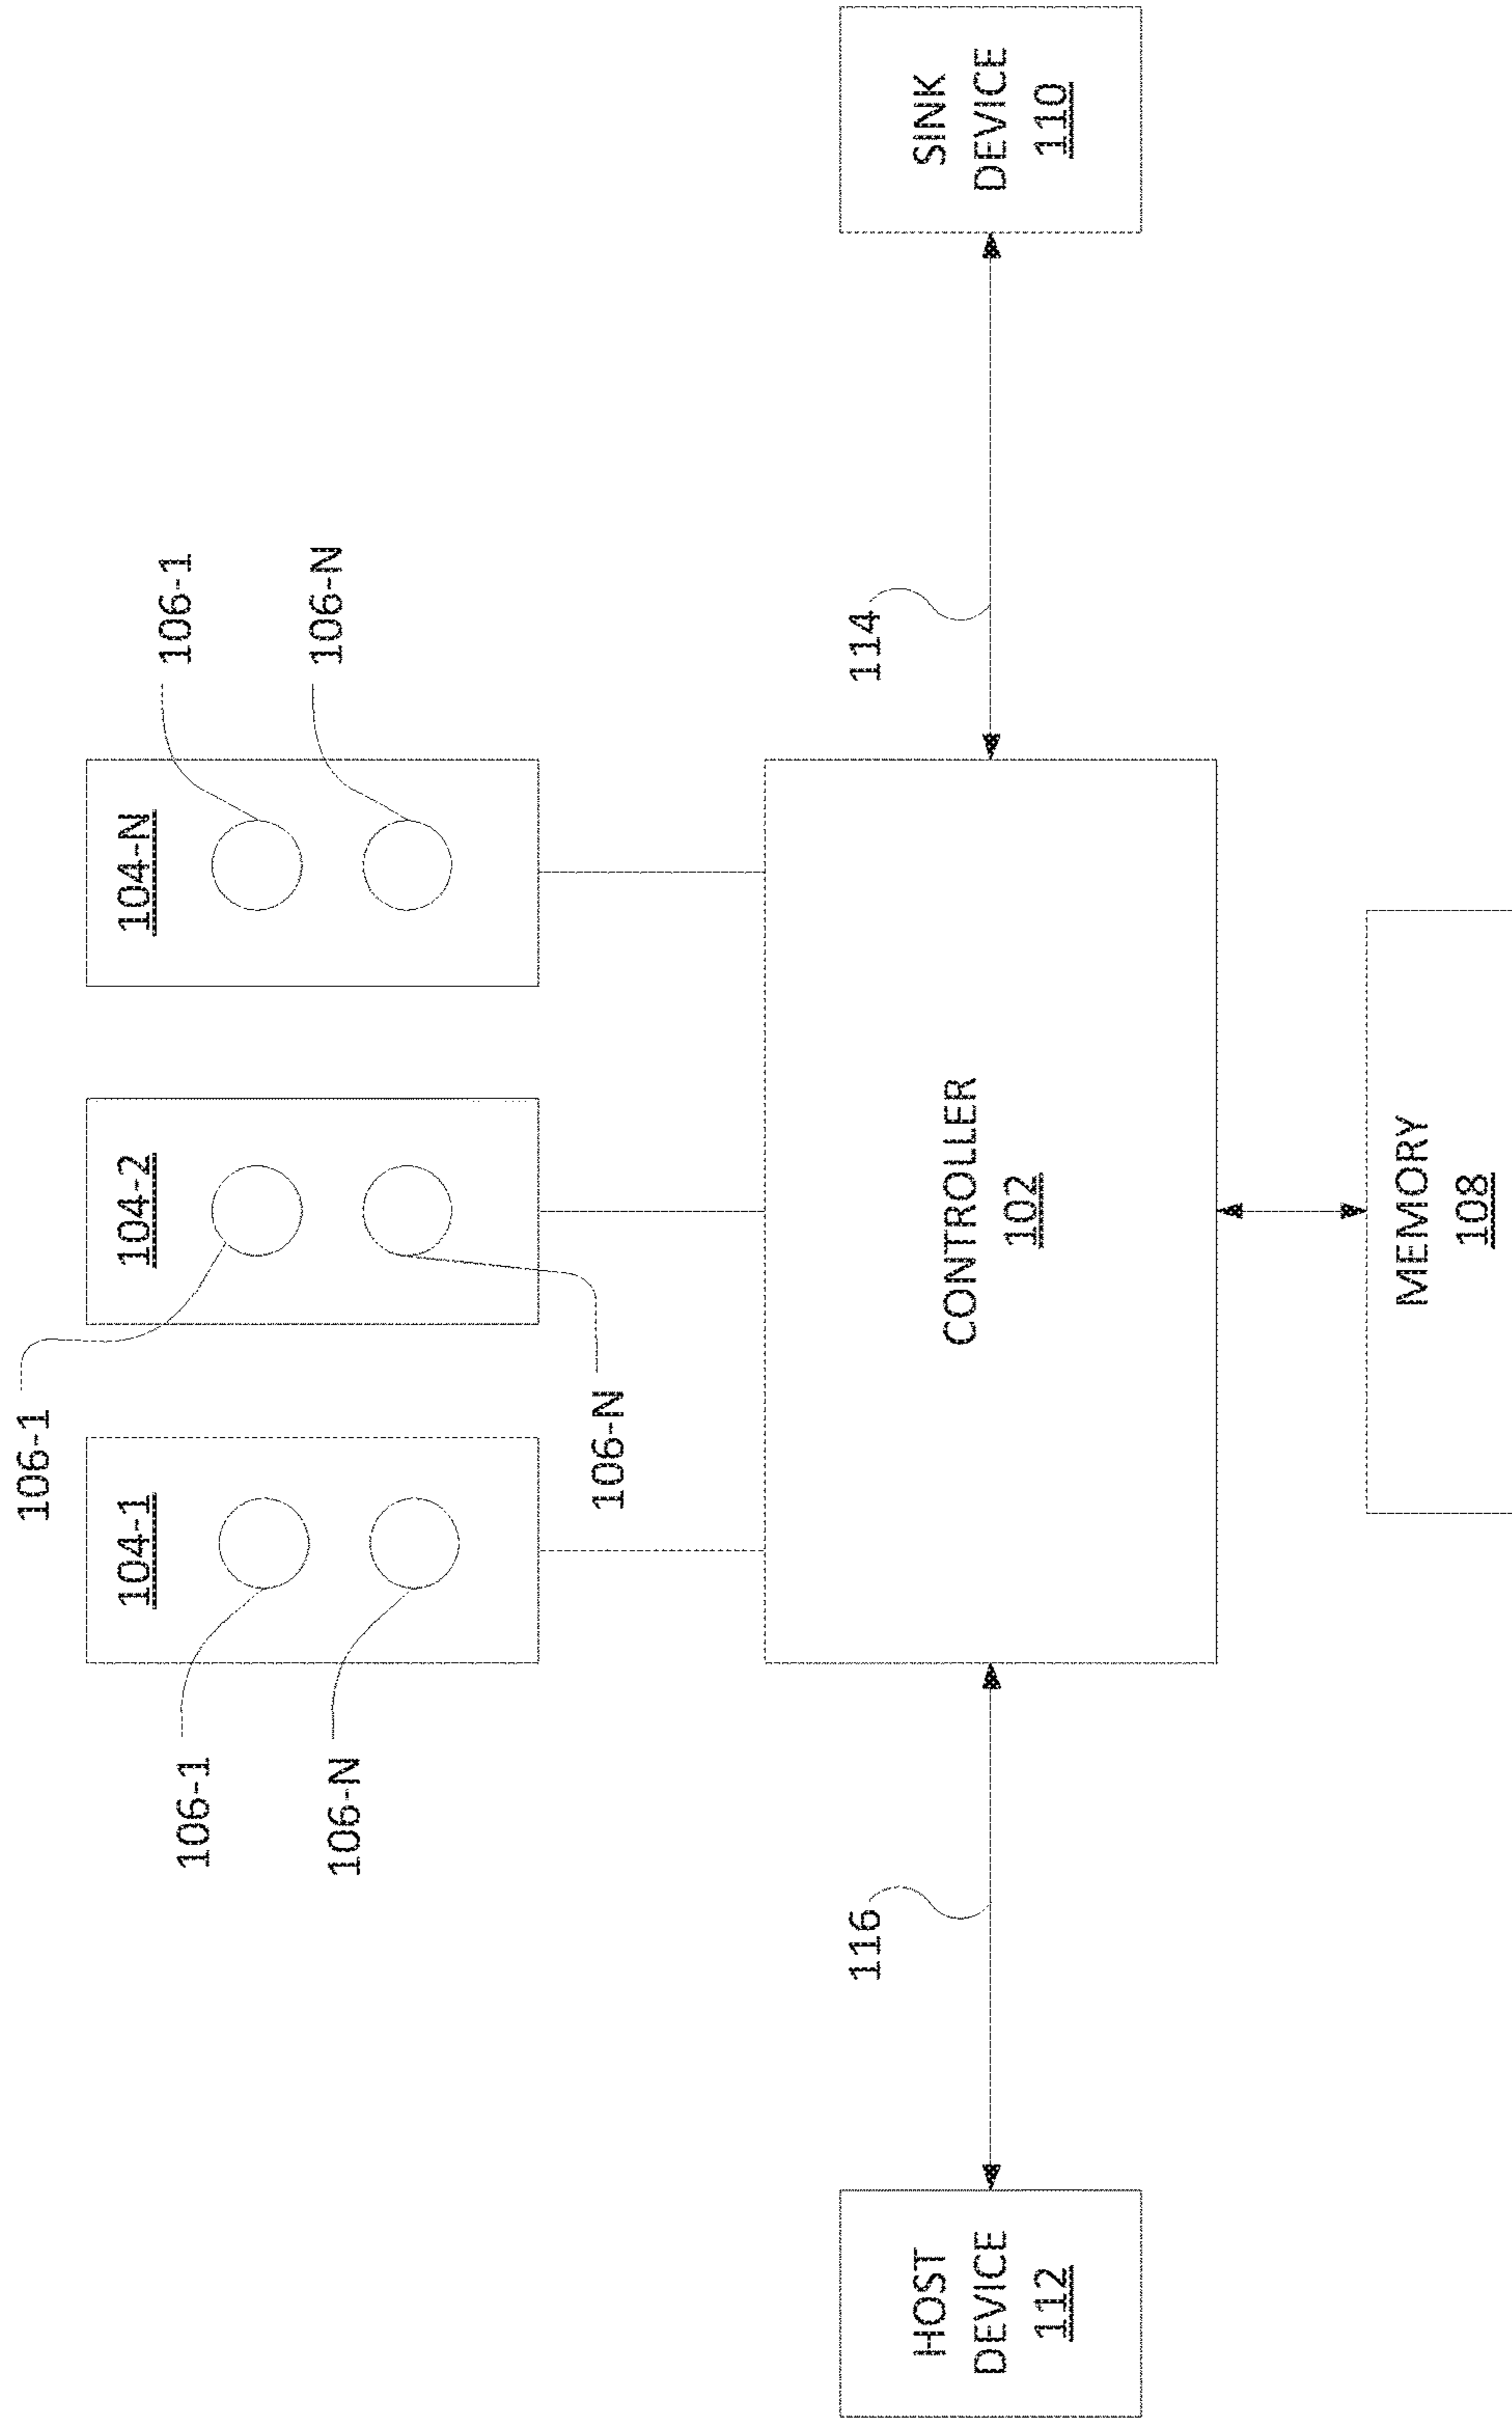 106-1
104-1
104-2
104-N
106-1
106-1
106-N
106-N
106-N
116
114
HOST
DEVICE
112
CONTROLLER
102
SINK
DEVICE
110
MEMORY
108